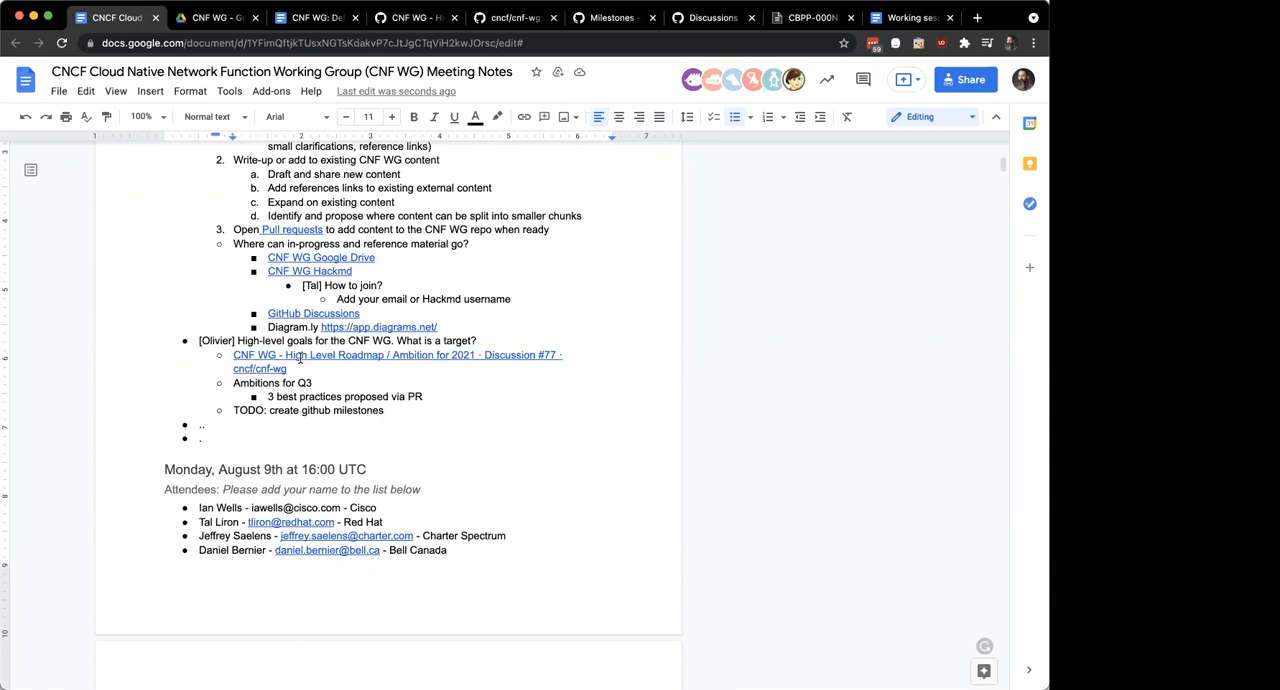 CNCF Cloud
CNF WG - G
CNF WG: De
CNF WG - H
cncf/cnf-wg
Milestones
Discussions
CBPP-000N
Working ses
docs.google.com/document/d/1YFimQftjkTUsxNGTsKdakvP7cJtJgCTqViH2kwJOrsc/edit#
59
CNCF Cloud Native Network Function Working Group (CNF WG) Meeting Notes
Share
File Edit View Insert Format Tools Add-ons Help Last edit was seconds ago
100% Normal text Arial 11 Editing
small clarifications, reference links)
2. Write-up or add to existing CNF WG content
a. Draft and share new content
b. Add references links to existing external content
c. Expand on existing content
d. Identify and propose where content can be split into smaller chunks
3. Open Pull requests to add content to the CNF WG repo when ready
Where can in-progress and reference material go?
CNF WG Google Drive
CNF WG Hackmd
[Tal] How to join?
Add your email or Hackmd username
GitHub Discussions
Diagram.ly https://app.diagrams.net/
[Olivier] High-level goals for the CNF WG. What is a target?
CNF WG - High Level Roadmap / Ambition for 2021 · Discussion #77 ·
cncf/cnf-wg
Ambitions for Q3
3 best practices proposed via PR
TODO: create github milestones
..
.
Monday, August 9th at 16:00 UTC
Attendees: Please add your name to the list below
Ian Wells - iawells@cisco.com - Cisco
Tal Liron - tliron@redhat.com - Red Hat
Jeffrey Saelens - jeffrey.saelens@charter.com - Charter Spectrum
Daniel Bernier - daniel.bernier@bell.ca - Bell Canada